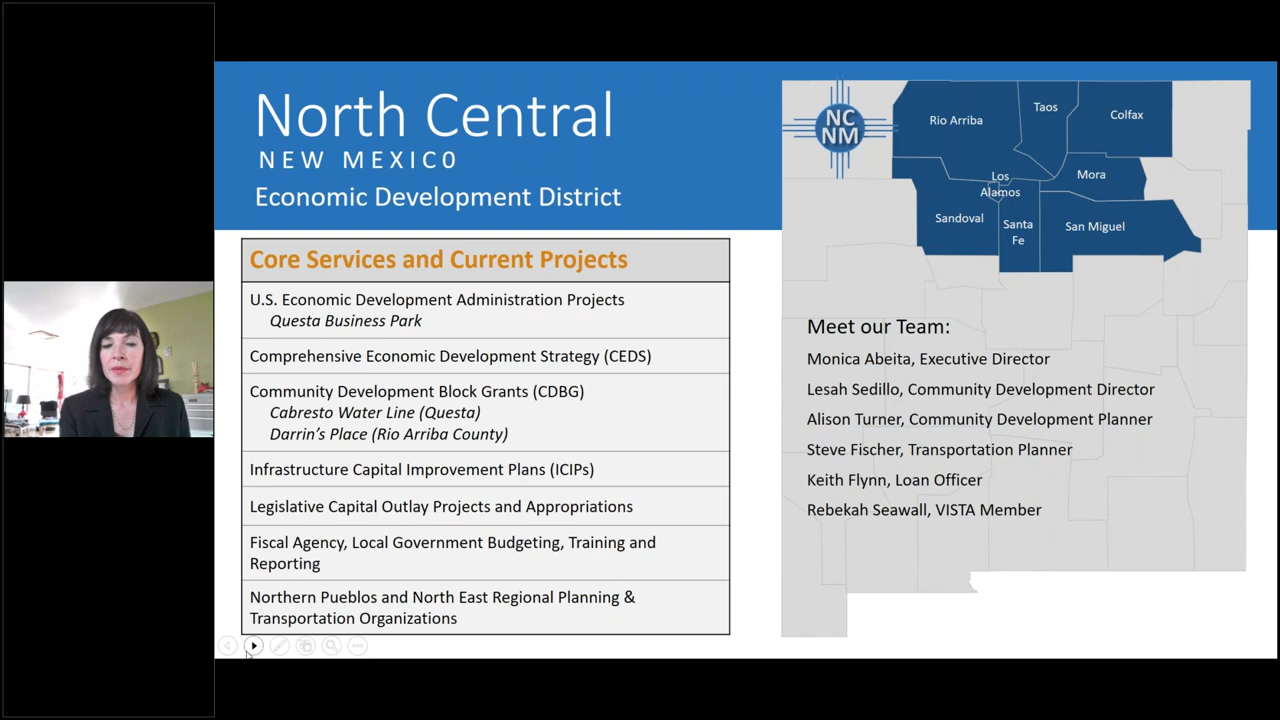 North Central
NEW MEXICO
Economic Development District
Core Services and Current Projects
U.S. Economic Development Administration Projects
Questa Business Park
Comprehensive Economic Development Strategy (CEDS)
Community Development Block Grants (CDBG)
Cabresto Water Line (Questa)
Darrin's Place (Rio Arriba County)
Infrastructure Capital Improvement Plans (ICIPs)
Legislative Capital Outlay Projects and Appropriations
Fiscal Agency, Local Government Budgeting, Training and
Reporting
Northern Pueblos and North East Regional Planning &
Transportation Organizations
NC
NM
Rio Arriba
Taos
Colfax
Los
Alamos
Mora
Sandoval
Santa
Fe
San Miguel
Meet our Team:
Monica Abeita, Executive Director
Lesah Sedillo, Community Development Director
Alison Turner, Community Development Planner
Steve Fischer, Transportation Planner
Keith Flynn, Loan Officer
Rebekah Seawall, VISTA Member